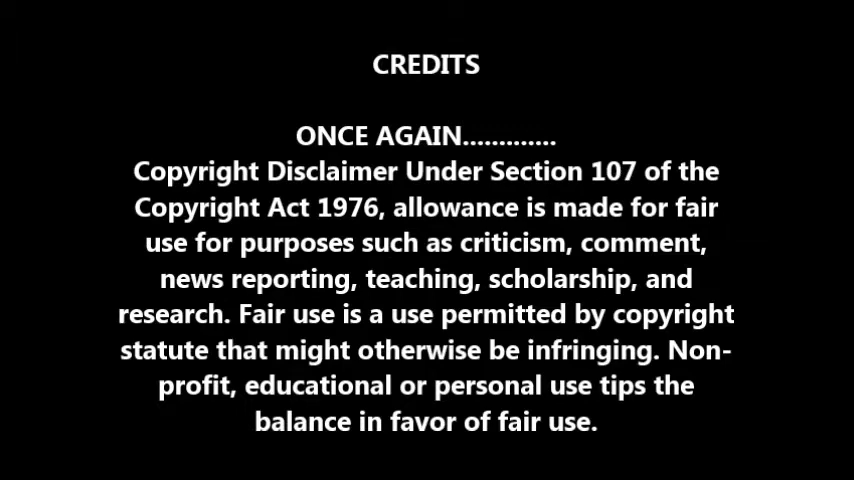 CREDITS
ONCE AGAIN.............
Copyright Disclaimer Under Section 107 of the
Copyright Act 1976, allowance is made for fair
use for purposes such as criticism, comment,
news reporting, teaching, scholarship, and
research. Fair use is a use permitted by copyright
statute that might otherwise be infringing. Non-
profit, educational or personal use tips the
balance in favor of fair use.